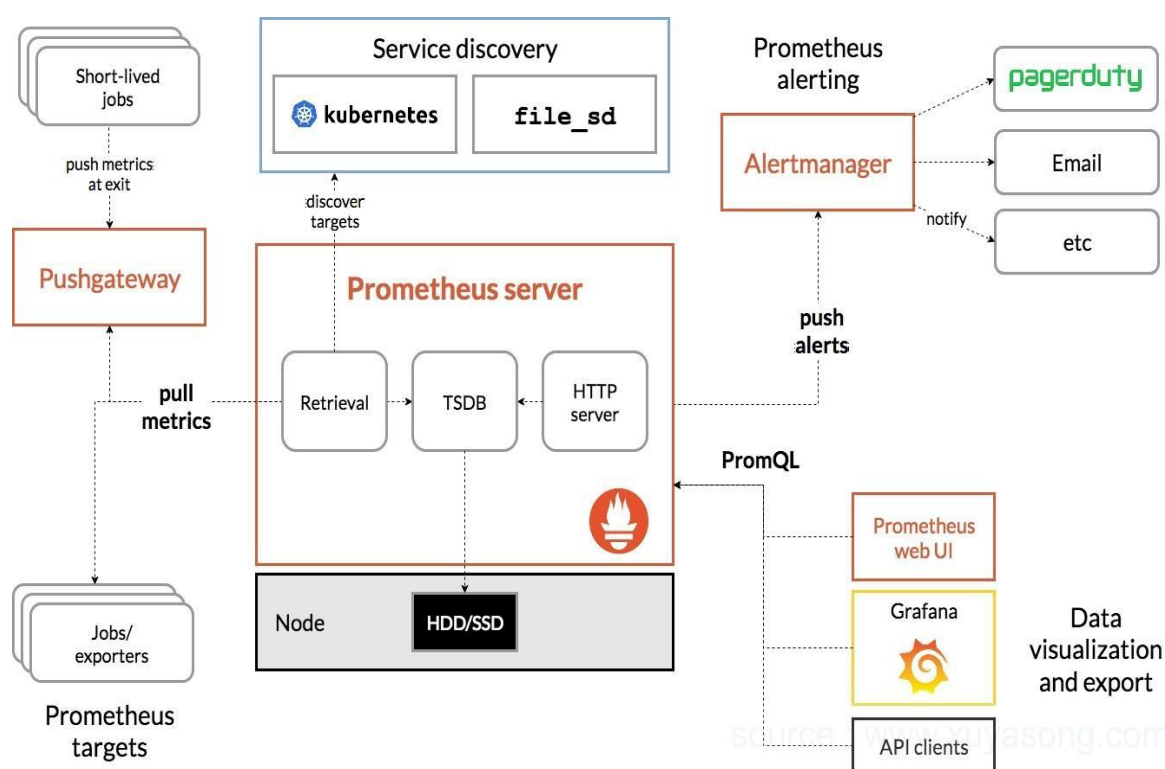 Short-lived
jobs
push metrics
at exit
Pushgateway
pull
metrics
Jobs/
exporters
Prometheus
targets
Service discovery
kubernetes
file_sd
discover
targets
Prometheus server
Retrieval
TSDB
HTTP
server
Node
HDD/SSD
Prometheus
alerting
Alertmanager
pagerduty
Email
notify
etc
push
alerts
PromQL
Prometheus
web UI
Grafana
API clients
Data
visualization
and export
source : www.xuyasong.com